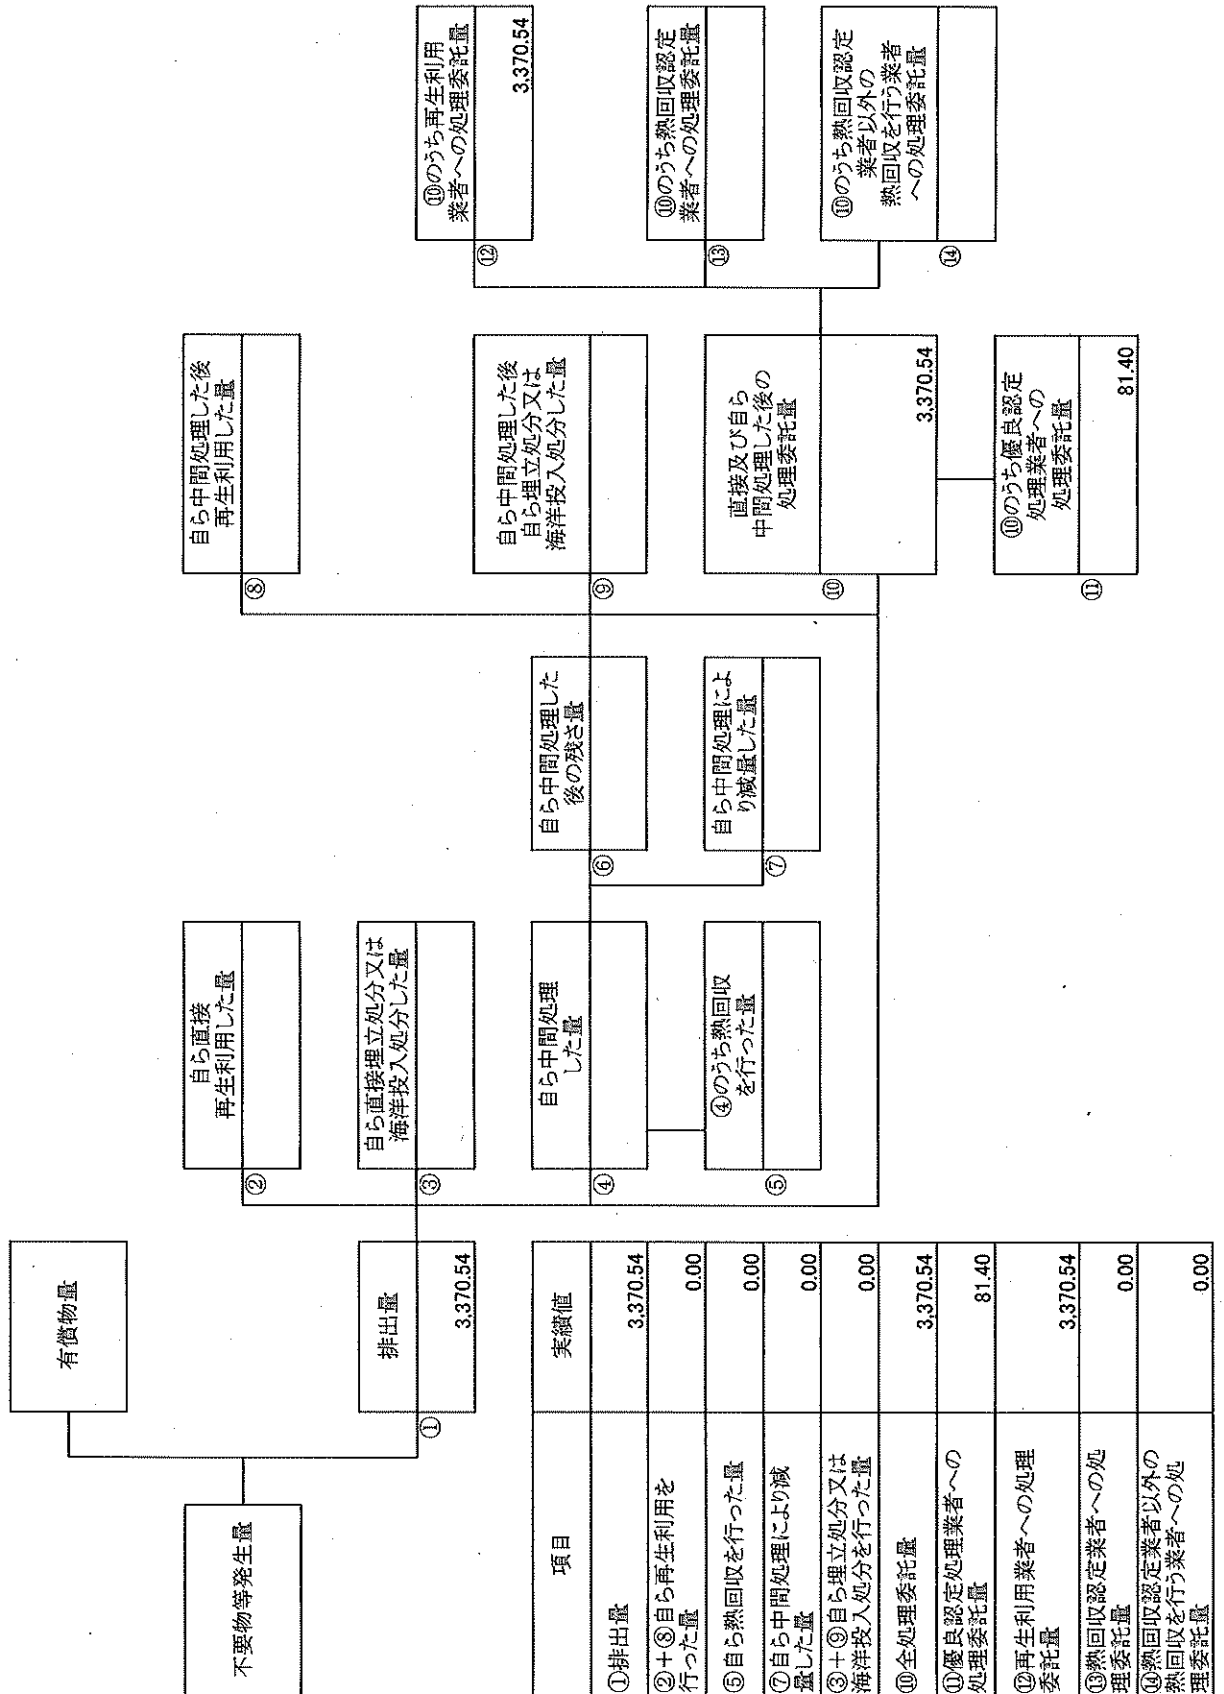 有償物量
不要物等発生量
排出量
①
3,370.54
自ら直接
再生利用した量
②
自ら直接埋立処分又は
海洋投入処分した量
③
自ら中間処理
した量
④
④のうち熱回収
を行った量
⑤
自ら中間処理した
後の残さ量
⑥
自ら中間処理によ
り減量した量
⑦
自ら中間処理した後
再生利用した量
⑧
自ら中間処理した後
自ら埋立処分又は
海洋投入処分した量
⑨
直接及び自ら
中間処理した後の
処理委託量
⑩
3,370.54
⑩のうち優良認定
処理業者への
処理委託量
⑪
81.40
⑩のうち再生利用
業者への処理委託量
⑫
3,370.54
⑩のうち熱回収認定
業者への処理委託量
⑬
⑩のうち熱回収認定
業者以外の
熱回収を行う業者
への処理委託量
⑭
項目 実績値
①排出量 3,370.54
②+⑧自ら再生利用を
行った量 0.00
⑤自ら熱回収を行った量 0.00
⑦自ら中間処理により減
量した量 0.00
③+⑨自ら埋立処分又は
海洋投入処分を行った量 0.00
⑩全処理委託量 3,370.54
⑪優良認定処理業者への
処理委託量 81.40
⑫再生利用業者への処理
委託量 3,370.54
⑬熱回収認定業者への処
理委託量 0.00
⑭熱回収認定業者以外の
熱回収を行う業者への処
理委託量 0.00